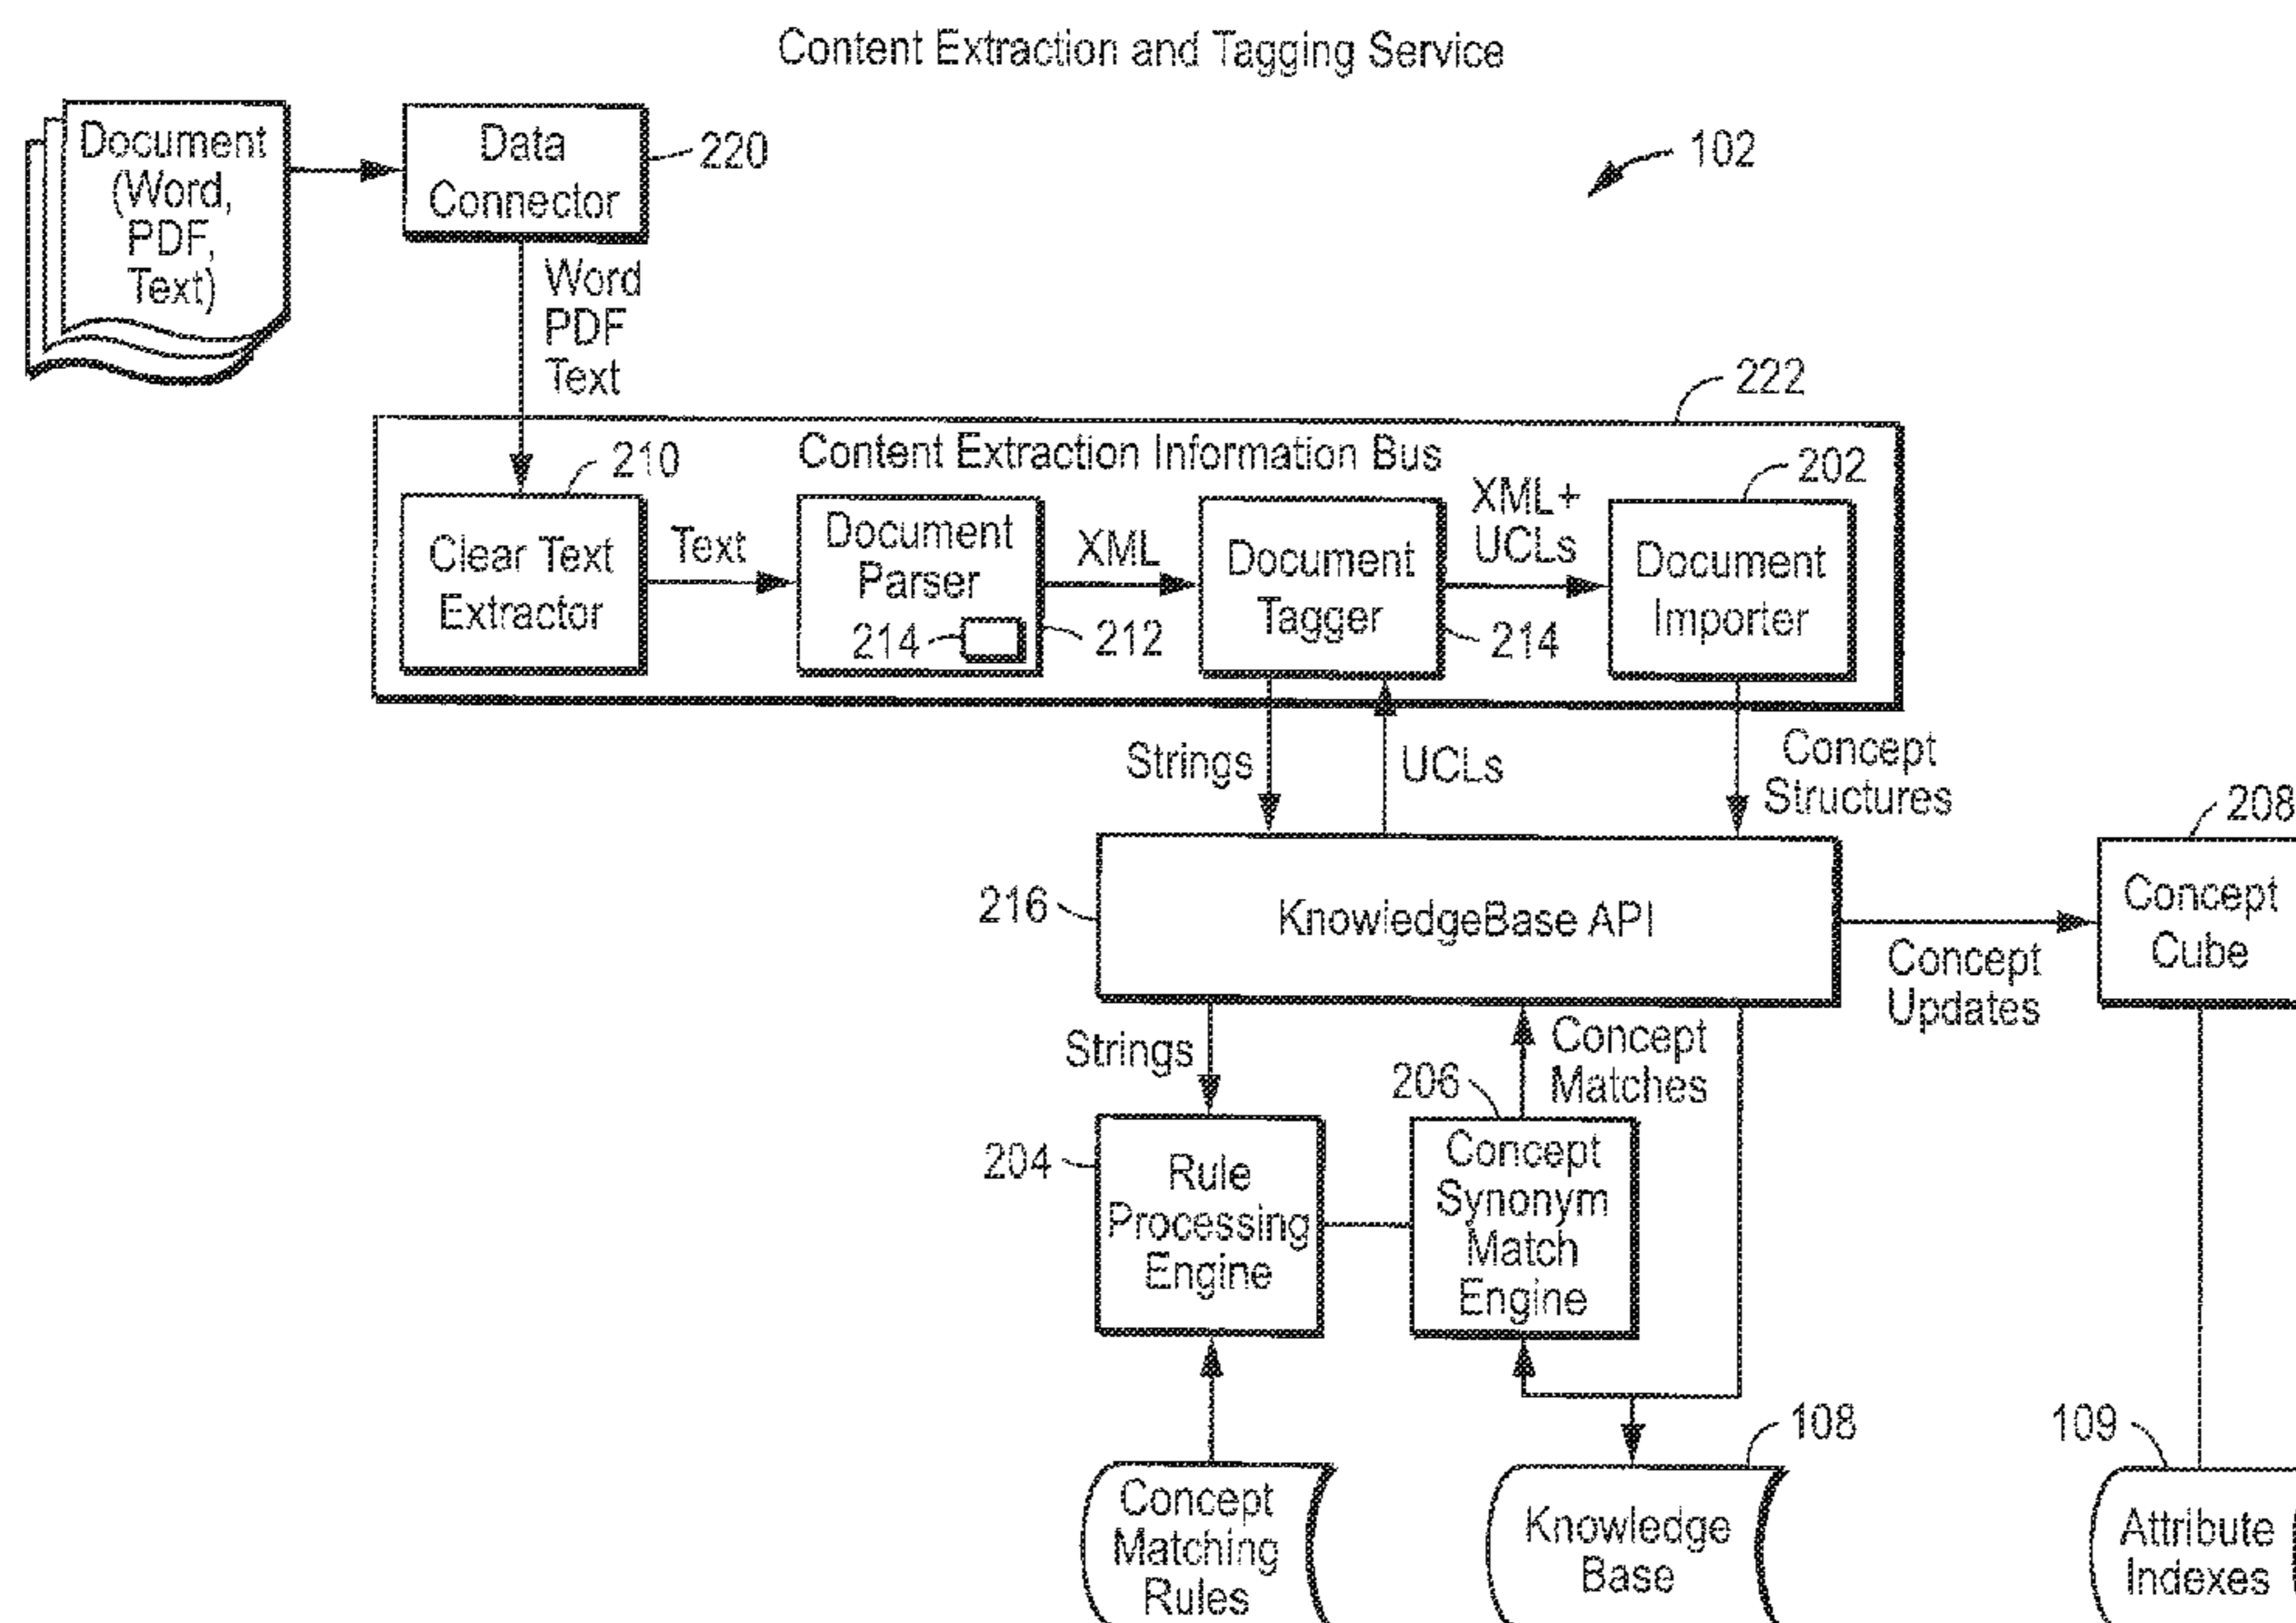 Content Extraction and Tagging Service
Document
(Word,
PDF,
Text)
Data
Connector
220
102
Word
PDF
Text
222
Content Extraction Information Bus
210
202
Clear Text
Extractor
Text
Document
Parser
214
212
XML
Document
Tagger
214
XML+
UCLs
Document
Importer
Strings
UCLs
Concept
Structures
208
216
KnowledgeBase API
Concept
Updates
Concept
Cube
Strings
206
Concept
Matches
204
Rule
Processing
Engine
Concept
Synonym
Match
Engine
108
109
Concept
Matching
Rules
Knowledge
Base
Attribute
Indexes